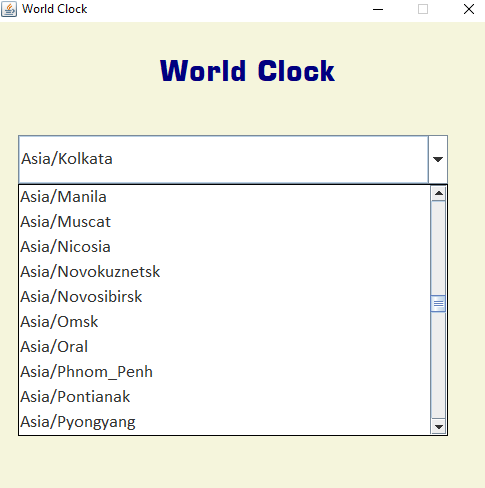 World Clock
World Clock
Asia/Kolkata
Asia/Manila
Asia/Muscat
Asia/Nicosia
Asia/Novokuznetsk
Asia/Novosibirsk
Asia/Omsk
Asia/Oral
Asia/Phnom_Penh
Asia/Pontianak
Asia/Pyongyang